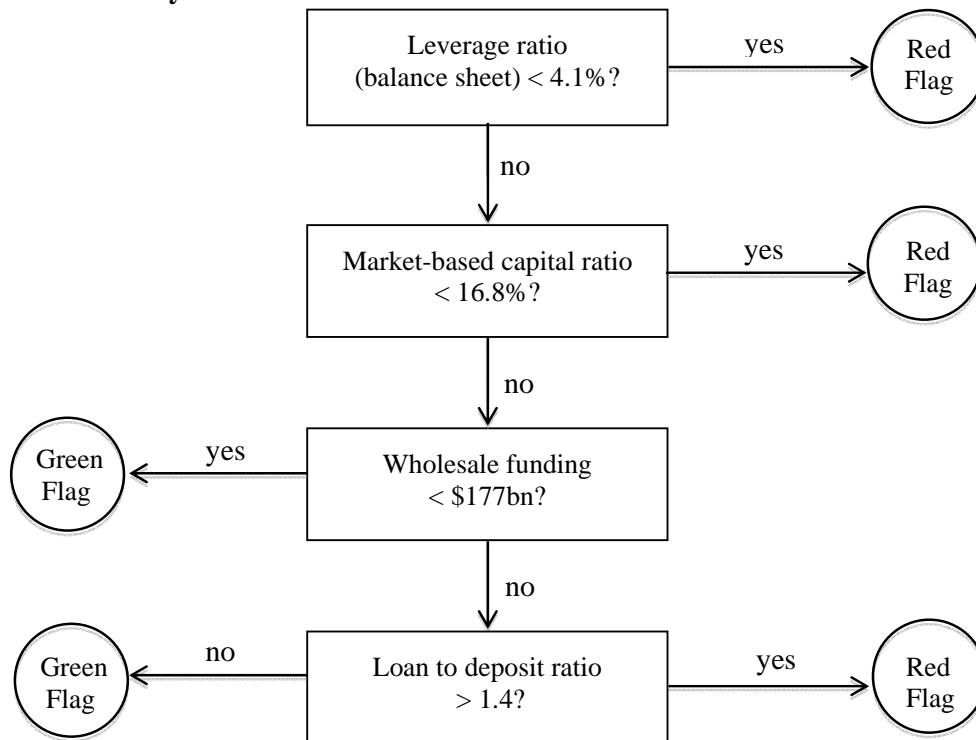 Leverage ratio
(balance sheet) < 4.1%?
yes
Red
Flag
no
Market-based capital ratio
< 16.8%?
yes
Red
Flag
no
Green
Flag
yes
Wholesale funding
< $177bn?
no
Green
Flag
no
Loan to deposit ratio
> 1.4?
yes
Red
Flag